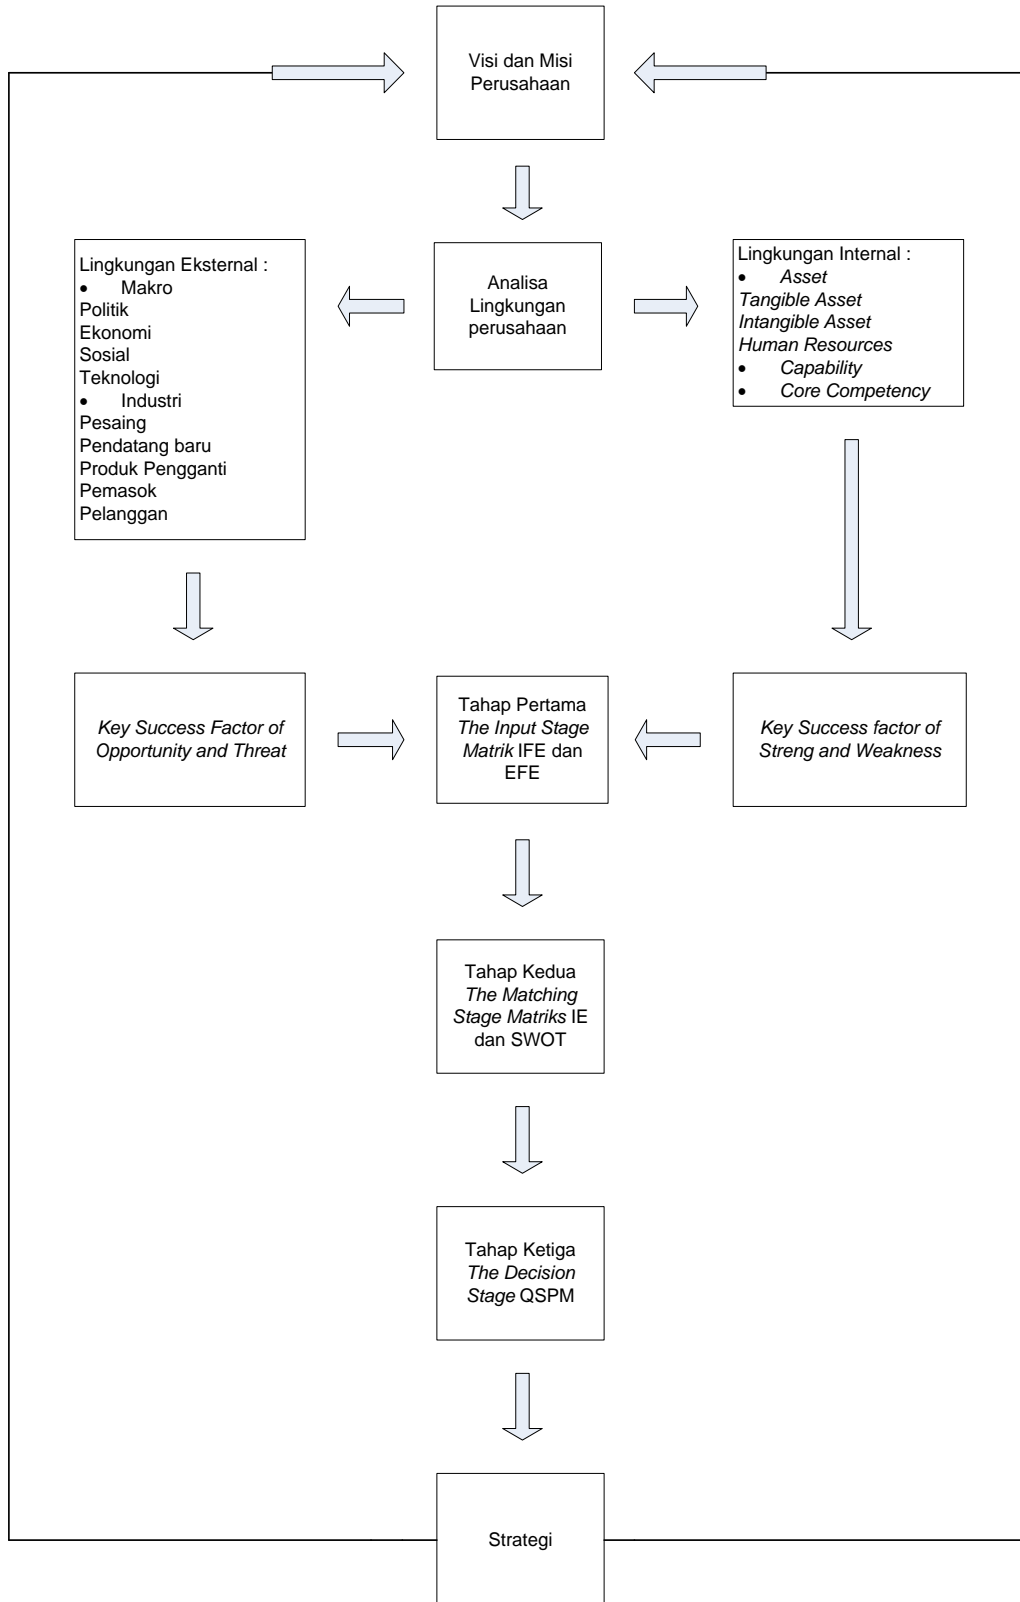 Visi dan Misi
Perusahaan
Lingkungan Eksternal :
• Makro
Politik
Ekonomi
Sosial
Teknologi
• Industri
Pesaing
Pendatang baru
Produk Pengganti
Pemasok
Pelanggan
Analisa
Lingkungan
perusahaan
Lingkungan Internal :
• Asset
Tangible Asset
Intangible Asset
Human Resources
• Capability
• Core Competency
Key Success Factor of
Opportunity and Threat
Tahap Pertama
The Input Stage
Matrik IFE dan
EFE
Key Success factor of
Streng and Weakness
Tahap Kedua
The Matching
Stage Matriks IE
dan SWOT
Tahap Ketiga
The Decision
Stage QSPM
Strategi